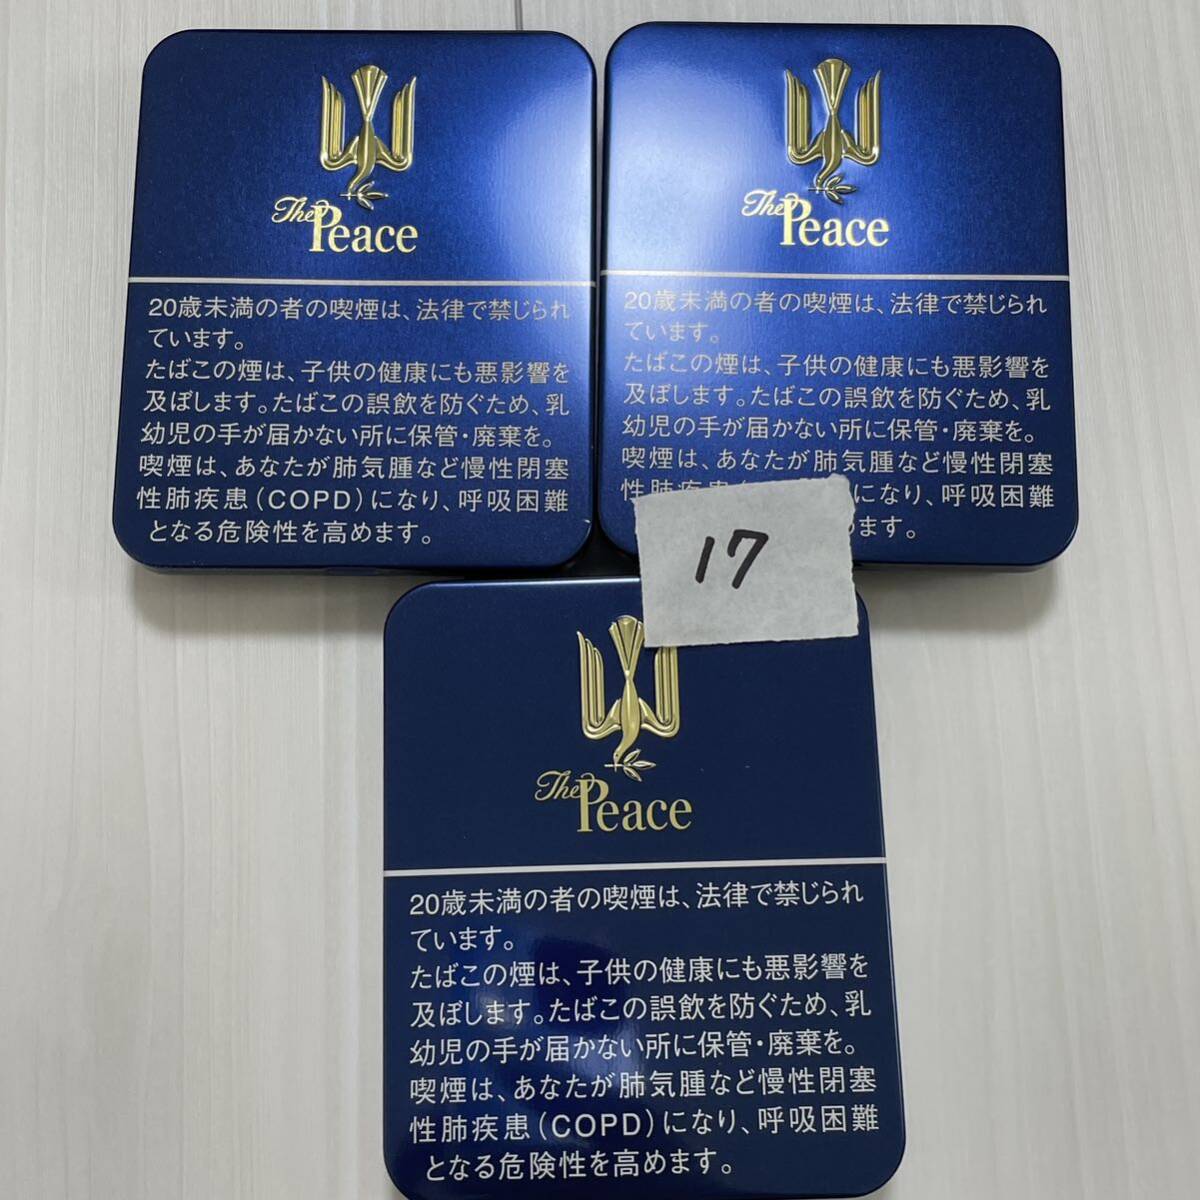 The Peace
20歳未満の者の喫煙は、法律で禁じられ
ています。
たばこの煙は、子供の健康にも悪影響を
及ぼします。たばこの誤飲を防ぐため、乳
幼児の手が届かない所に保管・廃棄を。
喫煙は、あなたが肺気腫など慢性閉塞
性肺疾患(COPD)になり、呼吸困難
となる危険性を高めます。
The Peace
20歳未満の者の喫煙は、法律で禁じられ
ています。
たばこの煙は、子供の健康にも悪影響を
及ぼします。たばこの誤飲を防ぐため、乳
幼児の手が届かない所に保管・廃棄を。
喫煙は、あなたが肺気腫など慢性閉塞
性肺疾患になり、呼吸困難
ます。
17
The Peace
20歳未満の者の喫煙は、法律で禁じられ
ています。
たばこの煙は、子供の健康にも悪影響を
及ぼします。たばこの誤飲を防ぐため、乳
幼児の手が届かない所に保管・廃棄を。
喫煙は、あなたが肺気腫など慢性閉塞
性肺疾患(COPD)になり、呼吸困難
となる危険性を高めます。